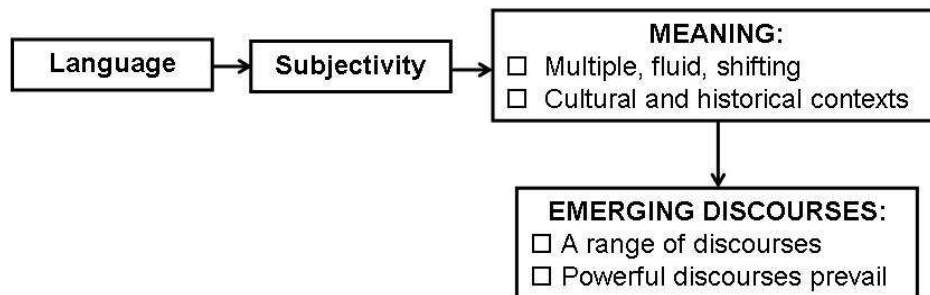 Language
Subjectivity
MEANING:
☐ Multiple, fluid, shifting
☐ Cultural and historical contexts
EMERGING DISCOURSES:
☐ A range of discourses
☐ Powerful discourses prevail